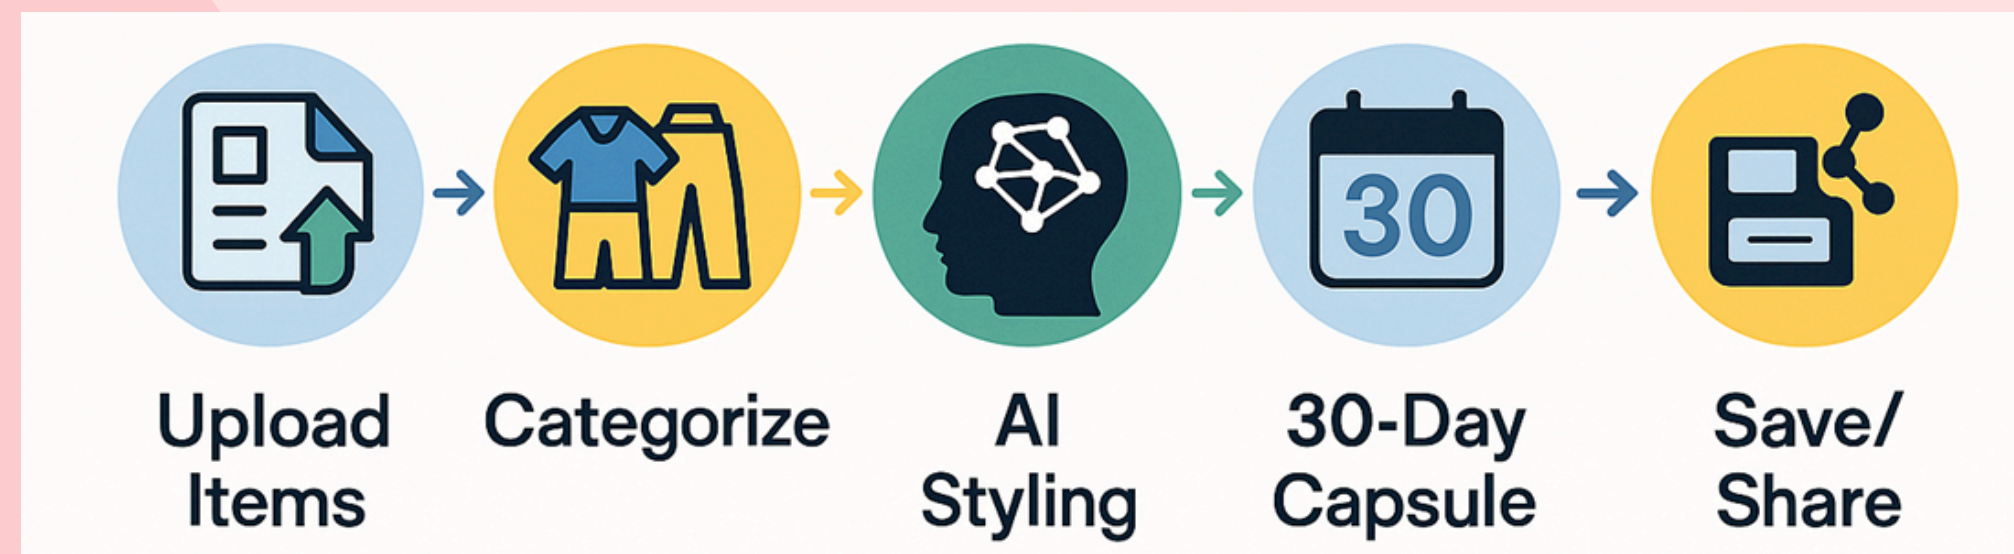 30
Upload
Items
Categorize
AI
Styling
30-Day
Capsule
Save/
Share